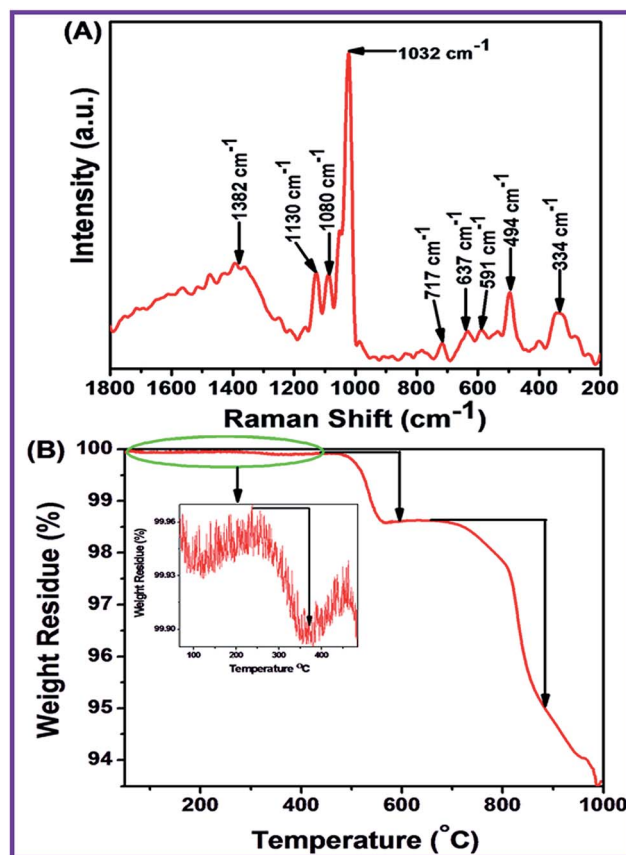 (A)
1032 cm-1
1382 cm-1
1130 cm-1
1080 cm-1
717 cm-1
637 cm-1
591 cm-1
494 cm-1
334 cm-1
Intensity (a.u.)
1800 1600 1400 1200 1000 800 600 400 200
Raman Shift (cm-1)
(B)
100
99
98
97
96
95
94
Weight Residue (%)
99.96
99.93
99.90
Weight Residue (%)
100 200 300 400
Temperature °C
200 400 600 800 1000
Temperature (°C)